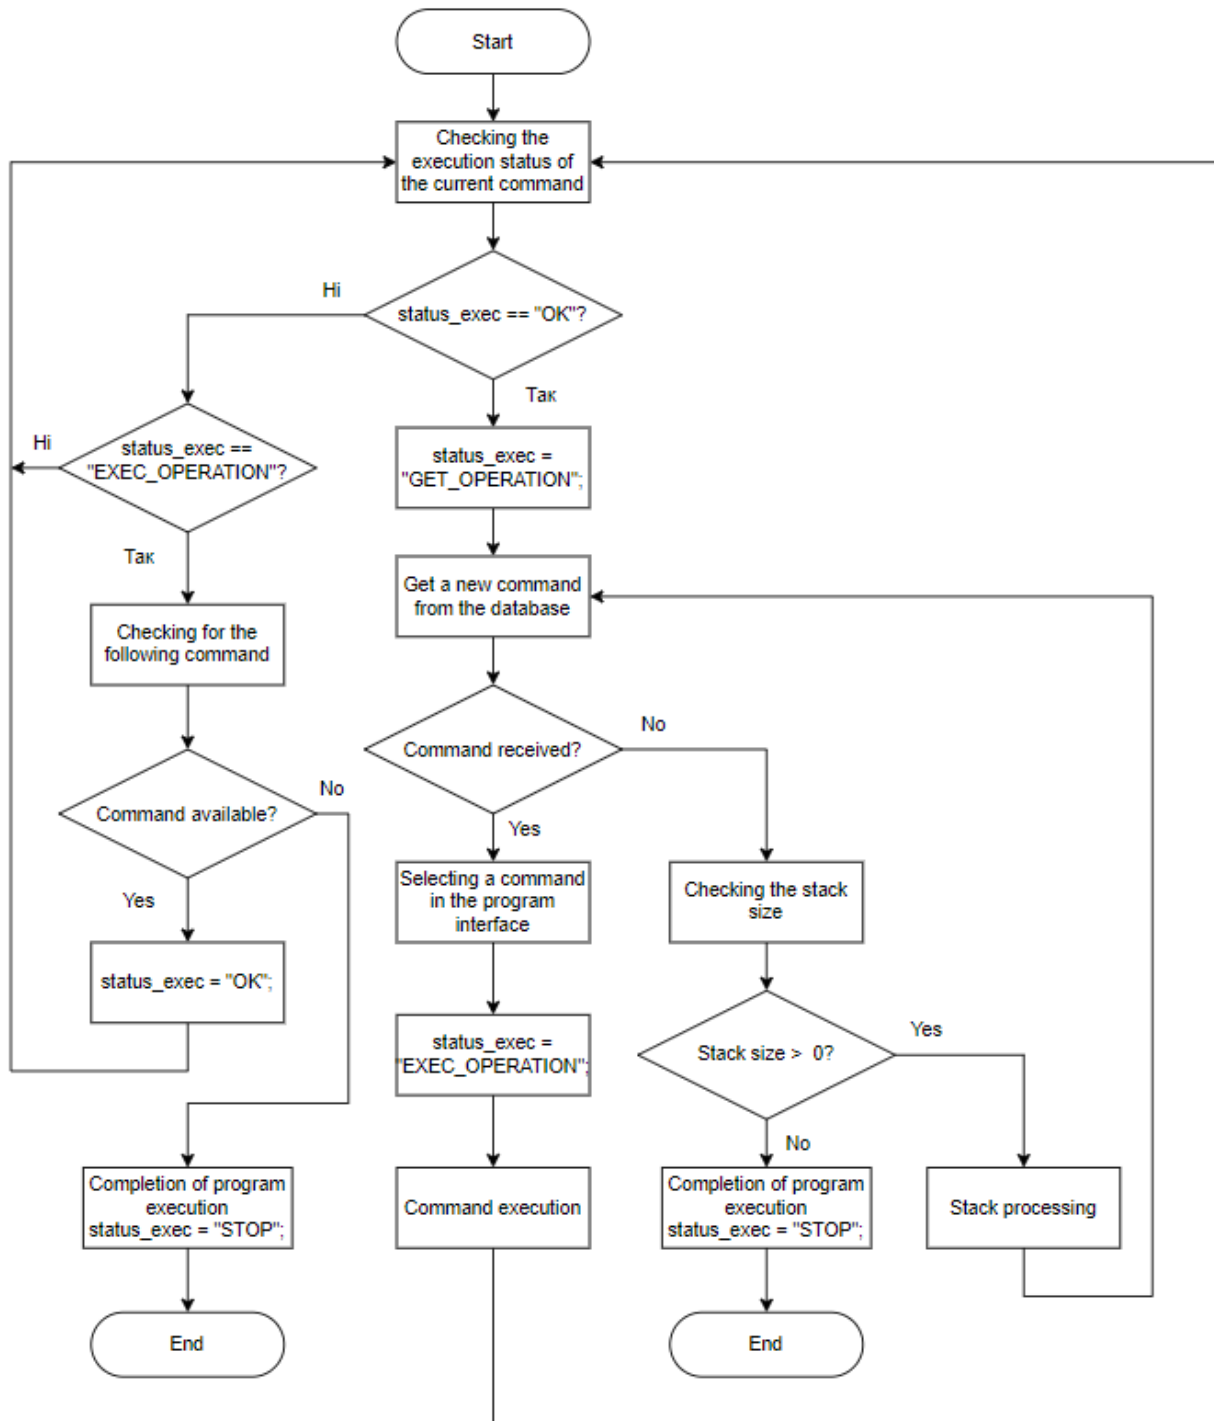 Start
Checking the
execution status of
the current command
Ні
status_exec == "OK"?
Так
Ні
status_exec ==
"EXEC_OPERATION"?
status_exec =
"GET_OPERATION";
Так
Get a new command
from the database
Checking for the
following command
No
Command received?
No
Command available?
Yes
Selecting a command
in the program
interface
Checking the stack
size
Yes
status_exec = "OK";
status_exec =
"EXEC_OPERATION";
Stack size > 0?
Yes
No
Completion of program
execution
status_exec = "STOP";
Command execution
Completion of program
execution
status_exec = "STOP";
Stack processing
End
End